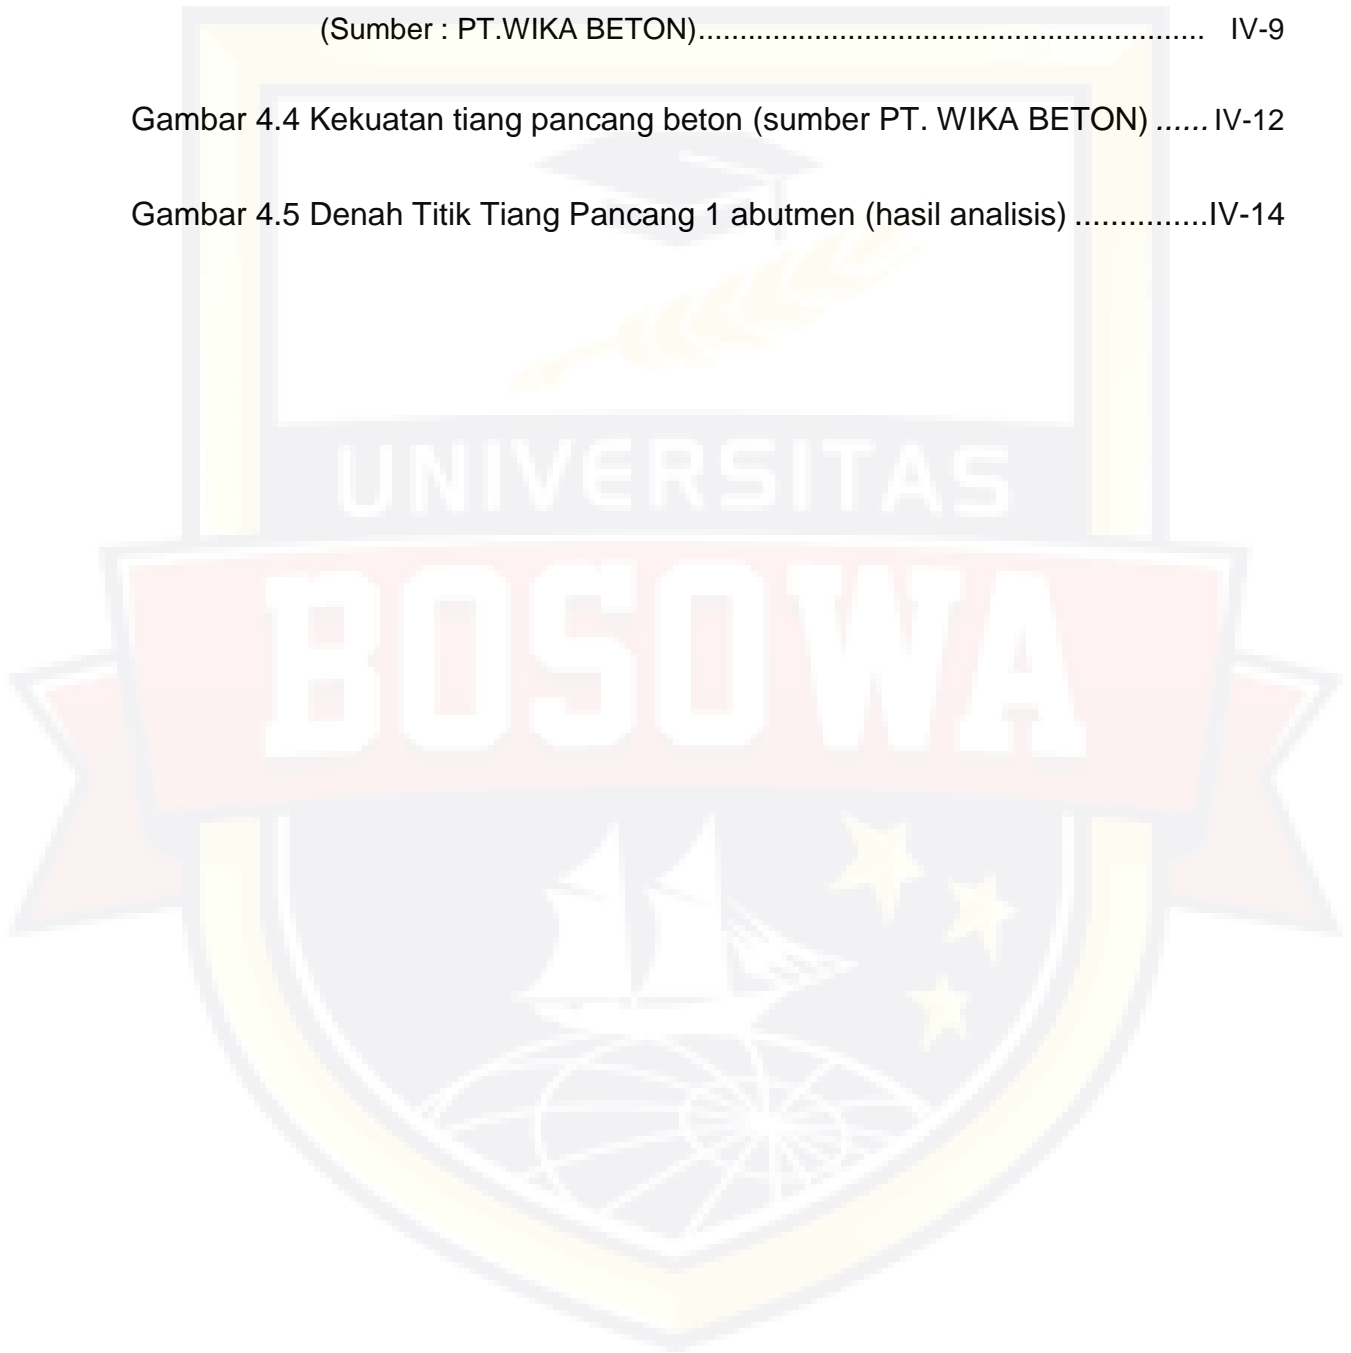 (Sumber : PT.WIKA BETON)............................................................. IV-9
Gambar 4.4 Kekuatan tiang pancang beton (sumber PT. WIKA BETON) ...... IV-12
Gambar 4.5 Denah Titik Tiang Pancang 1 abutmen (hasil analisis) ...............IV-14
UNIVERSITAS
BOSOWA